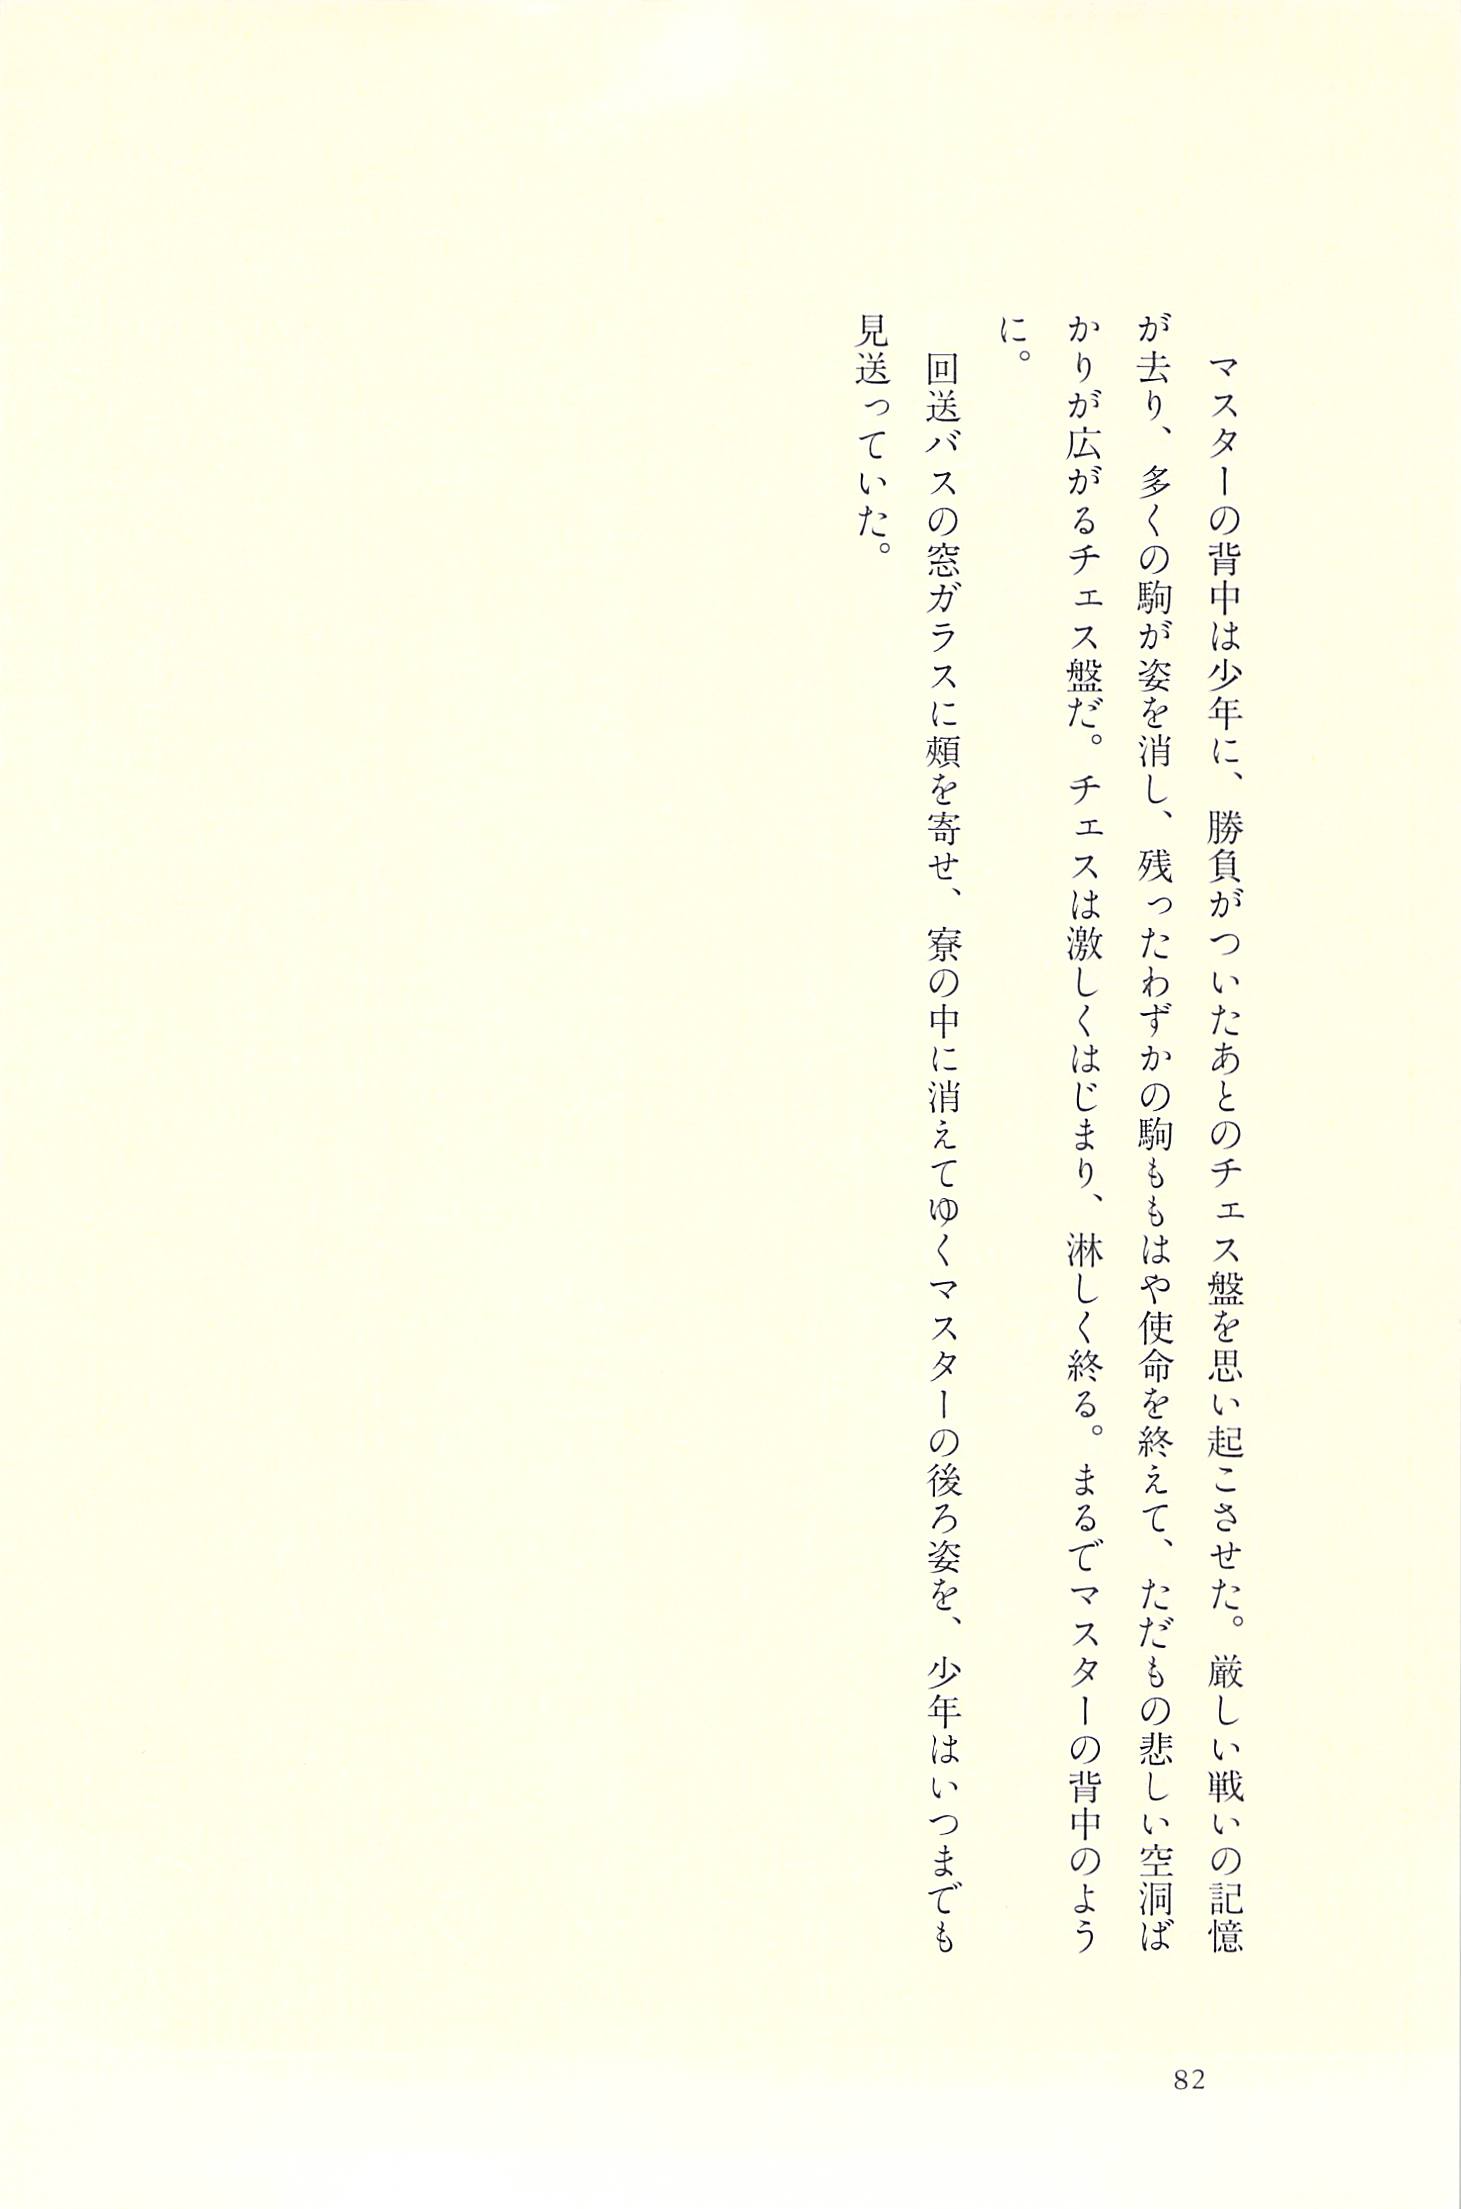 マスターの背中は少年に、勝負がついたあとのチェス盤を思い起こさせた。厳しい戦いの記憶
が去り、多くの駒が姿を消し、残ったわずかの駒ももはや使命を終えて、ただもの悲しい空洞ば
かりが広がるチェス盤だ。チェスは激しくはじまり、淋しく終る。まるでマスターの背中のよう
に。
回送バスの窓ガラスに頰を寄せ、寮の中に消えてゆくマスターの後ろ姿を、少年はいつまでも
見送っていた。
82